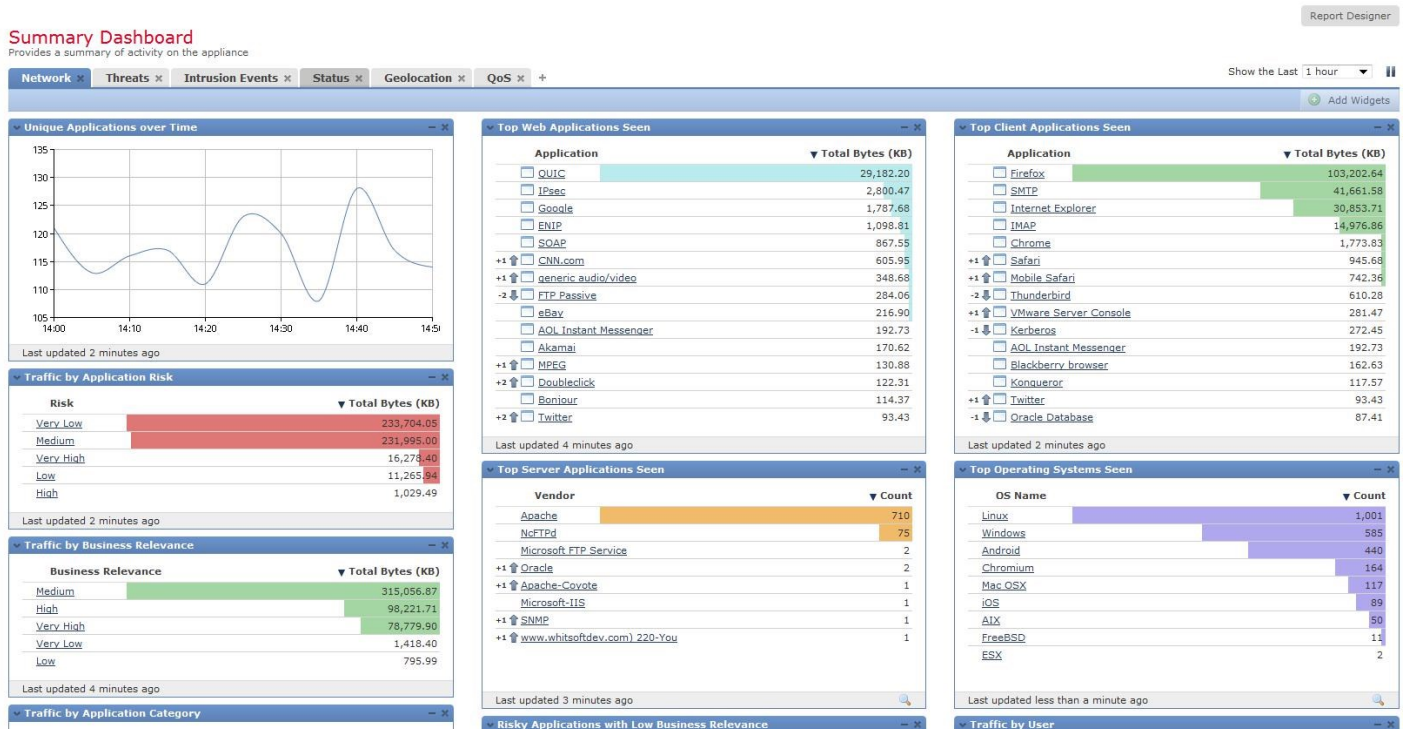 Report Designer
Summary Dashboard
Provides a summary of activity on the appliance
Network × Threats × Intrusion Events × Status × Geolocation × QoS × +
Show the Last 1 hour
Add Widgets
Unique Applications over Time
135
130
125
120
115
110
105
14:00 14:10 14:20 14:30 14:40 14:50
Last updated 2 minutes ago
Traffic by Application Risk
Risk Total Bytes (KB)
Very Low 233,704.05
Medium 231,995.00
Very High 16,278.40
Low 11,265.94
High 1,029.49
Last updated 2 minutes ago
Traffic by Business Relevance
Business Relevance Total Bytes (KB)
Medium 315,056.87
High 98,221.71
Very High 78,779.90
Very Low 1,418.40
Low 795.99
Last updated 4 minutes ago
Traffic by Application Category
Top Web Applications Seen
Application Total Bytes (KB)
QUIC 29,182.20
IPsec 2,800.47
Google 1,787.68
ENIP 1,098.81
SOAP 867.55
+1 CNN.com 605.95
+1 generic audio/video 348.68
-2 FTP Passive 284.06
eBay 216.90
AOL Instant Messenger 192.73
Akamai 170.62
+1 MPEG 130.88
+2 Doubleclick 122.31
Bonjour 114.37
+2 Twitter 93.43
Last updated 4 minutes ago
Top Server Applications Seen
Vendor Count
Apache 710
NcFTPd 75
Microsoft FTP Service 2
+1 Oracle 2
+1 Apache-Coyote 1
Microsoft-IIS 1
+1 SNMP 1
+1 www.whitsoftdev.com) 220-You 1
Last updated 3 minutes ago
Risky Applications with Low Business Relevance
Top Client Applications Seen
Application Total Bytes (KB)
Firefox 103,202.64
SMTP 41,661.58
Internet Explorer 30,853.71
IMAP 14,976.86
Chrome 1,773.83
+1 Safari 945.68
+1 Mobile Safari 742.36
-2 Thunderbird 610.28
+1 VMware Server Console 281.47
-1 Kerberos 272.45
AOL Instant Messenger 192.73
Blackberry browser 162.63
Konqueror 117.57
+1 Twitter 93.43
-1 Oracle Database 87.41
Last updated 2 minutes ago
Top Operating Systems Seen
OS Name Count
Linux 1,001
Windows 585
Android 440
Chromium 164
Mac OSX 117
iOS 89
AIX 50
FreeBSD 11
ESX 2
Last updated less than a minute ago
Traffic by User